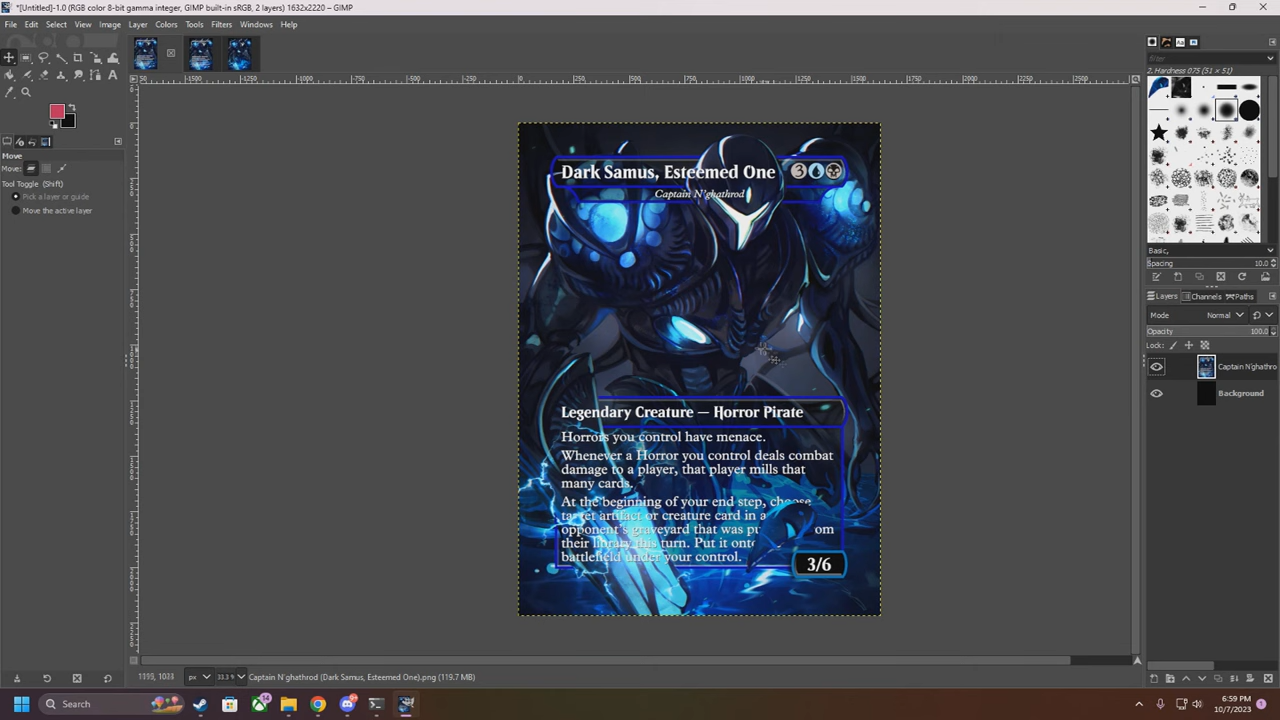 *[Untitled]-1.0 (RGB color 8-bit gamma integer, GIMP built-in sRGB, 2 layers) 1632x2220 – GIMP
File Edit Select View Image Layer Colors Tools Filters Windows Help
Move
Move:
Tool Toggle (Shift)
Pick a layer or guide
Move the active layer
Dark Samus, Esteemed One 3
Captain N'ghathrod
Legendary Creature — Horror Pirate
Horrors you control have menace.
Whenever a Horror you control deals combat
damage to a player, that player mills that
many cards.
At the beginning of your end step, choose
target artifact or creature card in a
opponent's graveyard that was pu om
their library this turn. Put it onto
battlefield under your control.
3/6
filter
2. Hardness 075 (51 × 51)
Basic,
Spacing 10.0
Layers Channels Paths
Mode Normal
Opacity 100.0
Lock:
Captain N'ghathro
Background
1199, 1033 px 33.3 % Captain N'ghathrod (Dark Samus, Esteemed One).png (119.7 MB)
Search
6:59 PM
10/7/2023